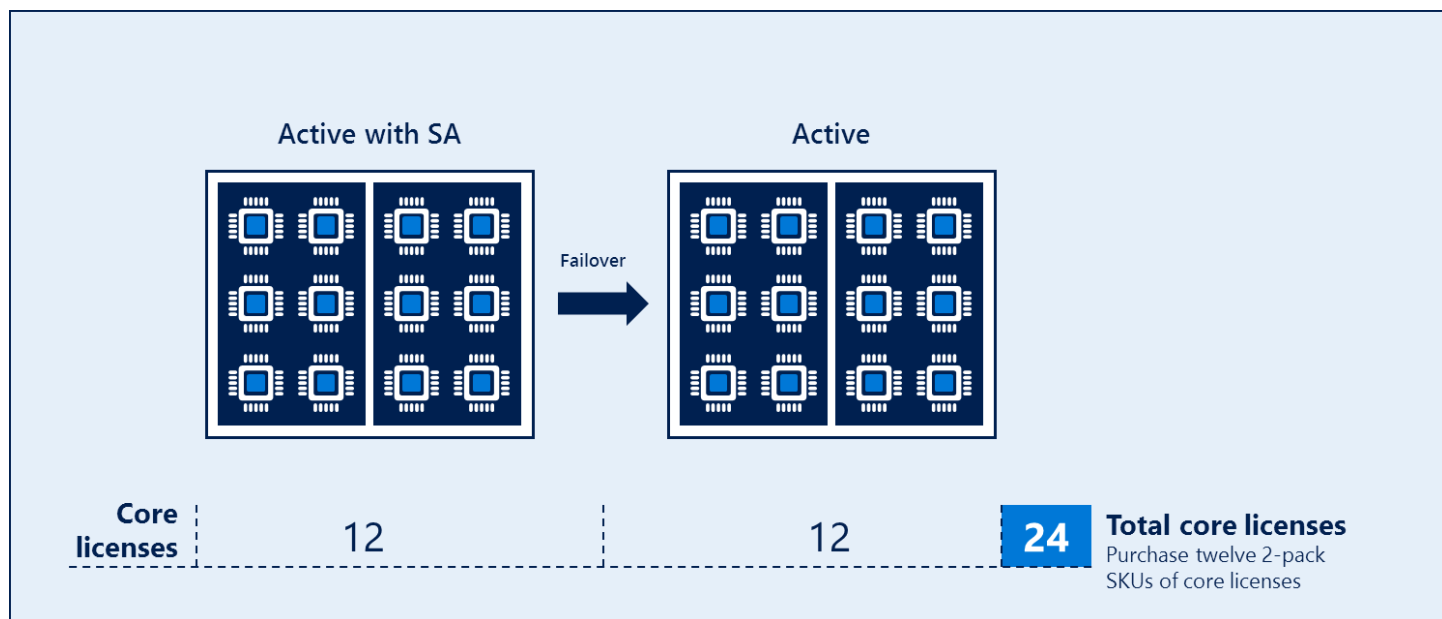 Active with SA
Active
Failover
Core
licenses
12
12
24
Total core licenses
Purchase twelve 2-pack
SKUs of core licenses